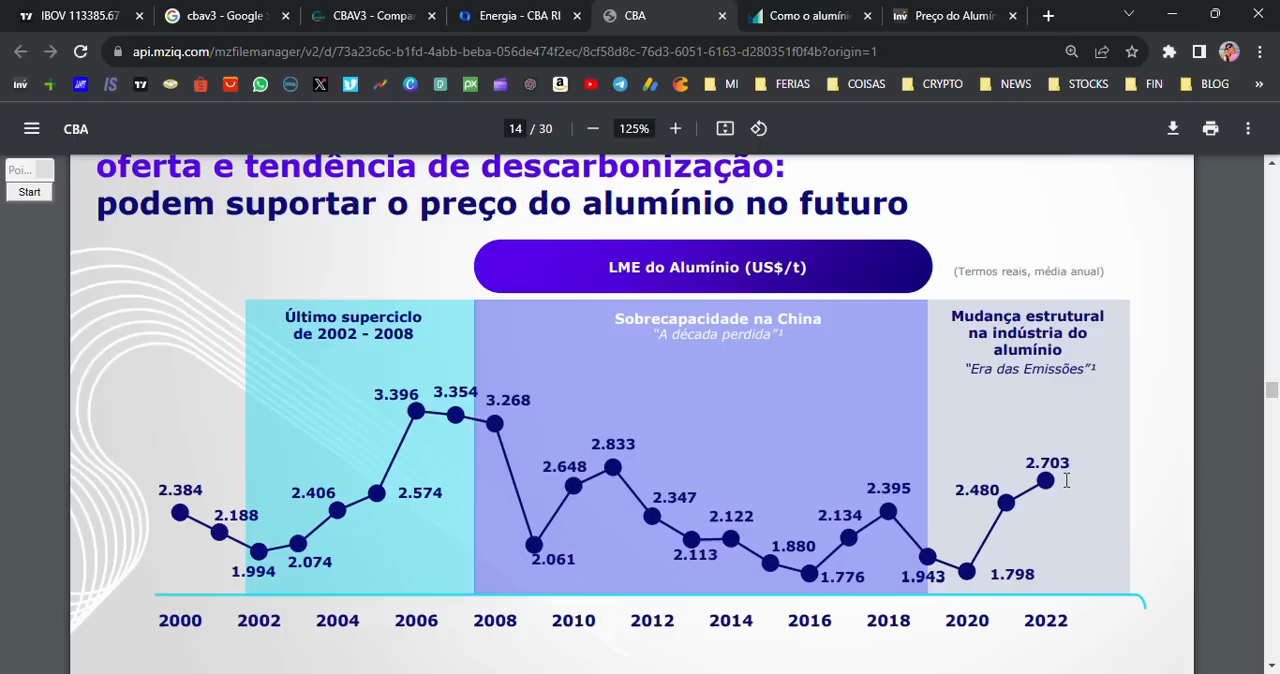 IBOV 113385.67
cbav3 - Google
CBAV3 - Compa
Energia - CBA RI
CBA
Como o alumíni
Preço do Alumín
api.mziq.com/mzfilemanager/v2/d/73a23c6c-b1fd-4abb-beba-056de474f2ec/8cf58d8c-76d3-6051-6163-d280351f0f4b?origin=1
MI FERIAS COISAS CRYPTO NEWS STOCKS FIN BLOG »
CBA
14 / 30
125%
Poi...
Start
oferta e tendência de descarbonização:
podem suportar o preço do alumínio no futuro
LME do Alumínio (US$/t)
(Termos reais, média anual)
Último superciclo
de 2002 – 2008
Sobrecapacidade na China
"A década perdida"¹
Mudança estrutural
na indústria do
alumínio
"Era das Emissões"¹
2.384
2.188
1.994
2.074
2.406
2.574
3.396
3.354
3.268
2.061
2.648
2.833
2.347
2.113
2.122
1.880
1.776
2.134
2.395
1.943
1.798
2.480
2.703
2000 2002 2004 2006 2008 2010 2012 2014 2016 2018 2020 2022